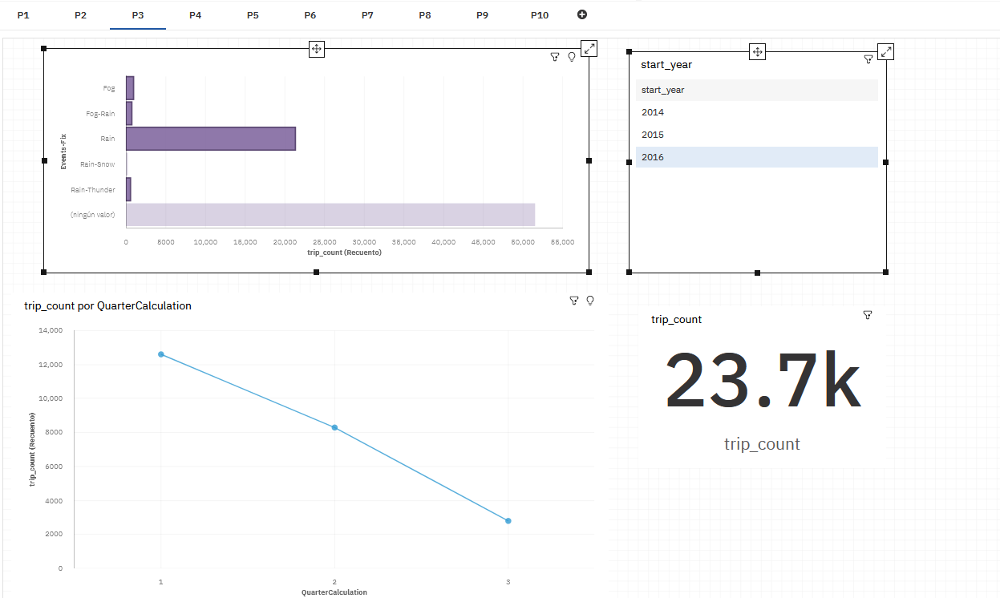 P1 P2 P3 P4 P5 P6 P7 P8 P9 P10
Fog
Fog-Rain
Rain
Rain-Snow
Rain-Thunder
(ningún valor)
Events-Fix
0 5000 10,000 15,000 20,000 25,000 30,000 35,000 40,000 45,000 50,000 55,000
trip_count (Recuento)
start_year
start_year
2014
2015
2016
trip_count por QuarterCalculation
14,000
12,000
10,000
8000
6000
4000
2000
0
trip_count (Recuento)
1 2 3
QuarterCalculation
trip_count
23.7k
trip_count